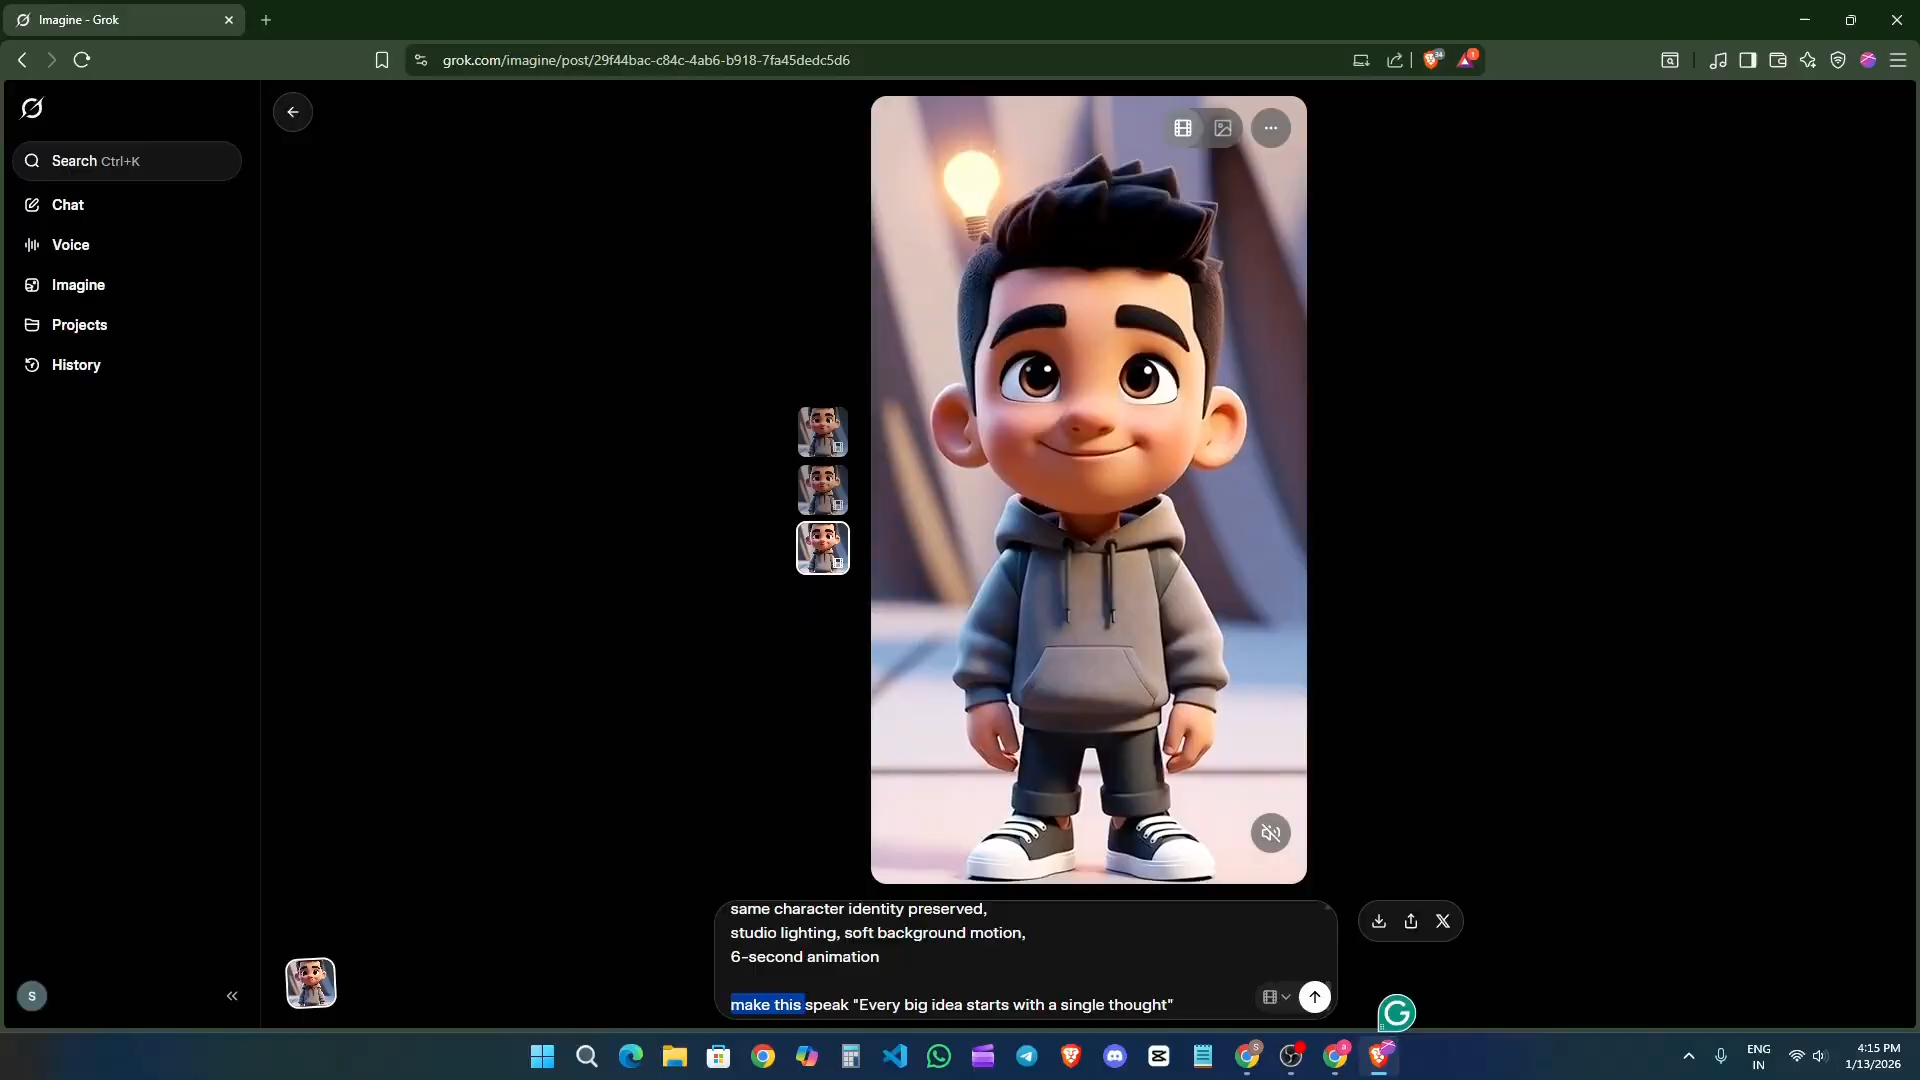 Imagine - Grok
grok.com/imagine/post/29f44bac-c84c-4ab6-b918-7fa45dedc5d6
34
1
Search Ctrl+K
Chat
Voice
Imagine
Projects
History
same character identity preserved,
studio lighting, soft background motion,
6-second animation
make this speak "Every big idea starts with a single thought"
S
ENG
IN
4:15 PM
1/13/2026